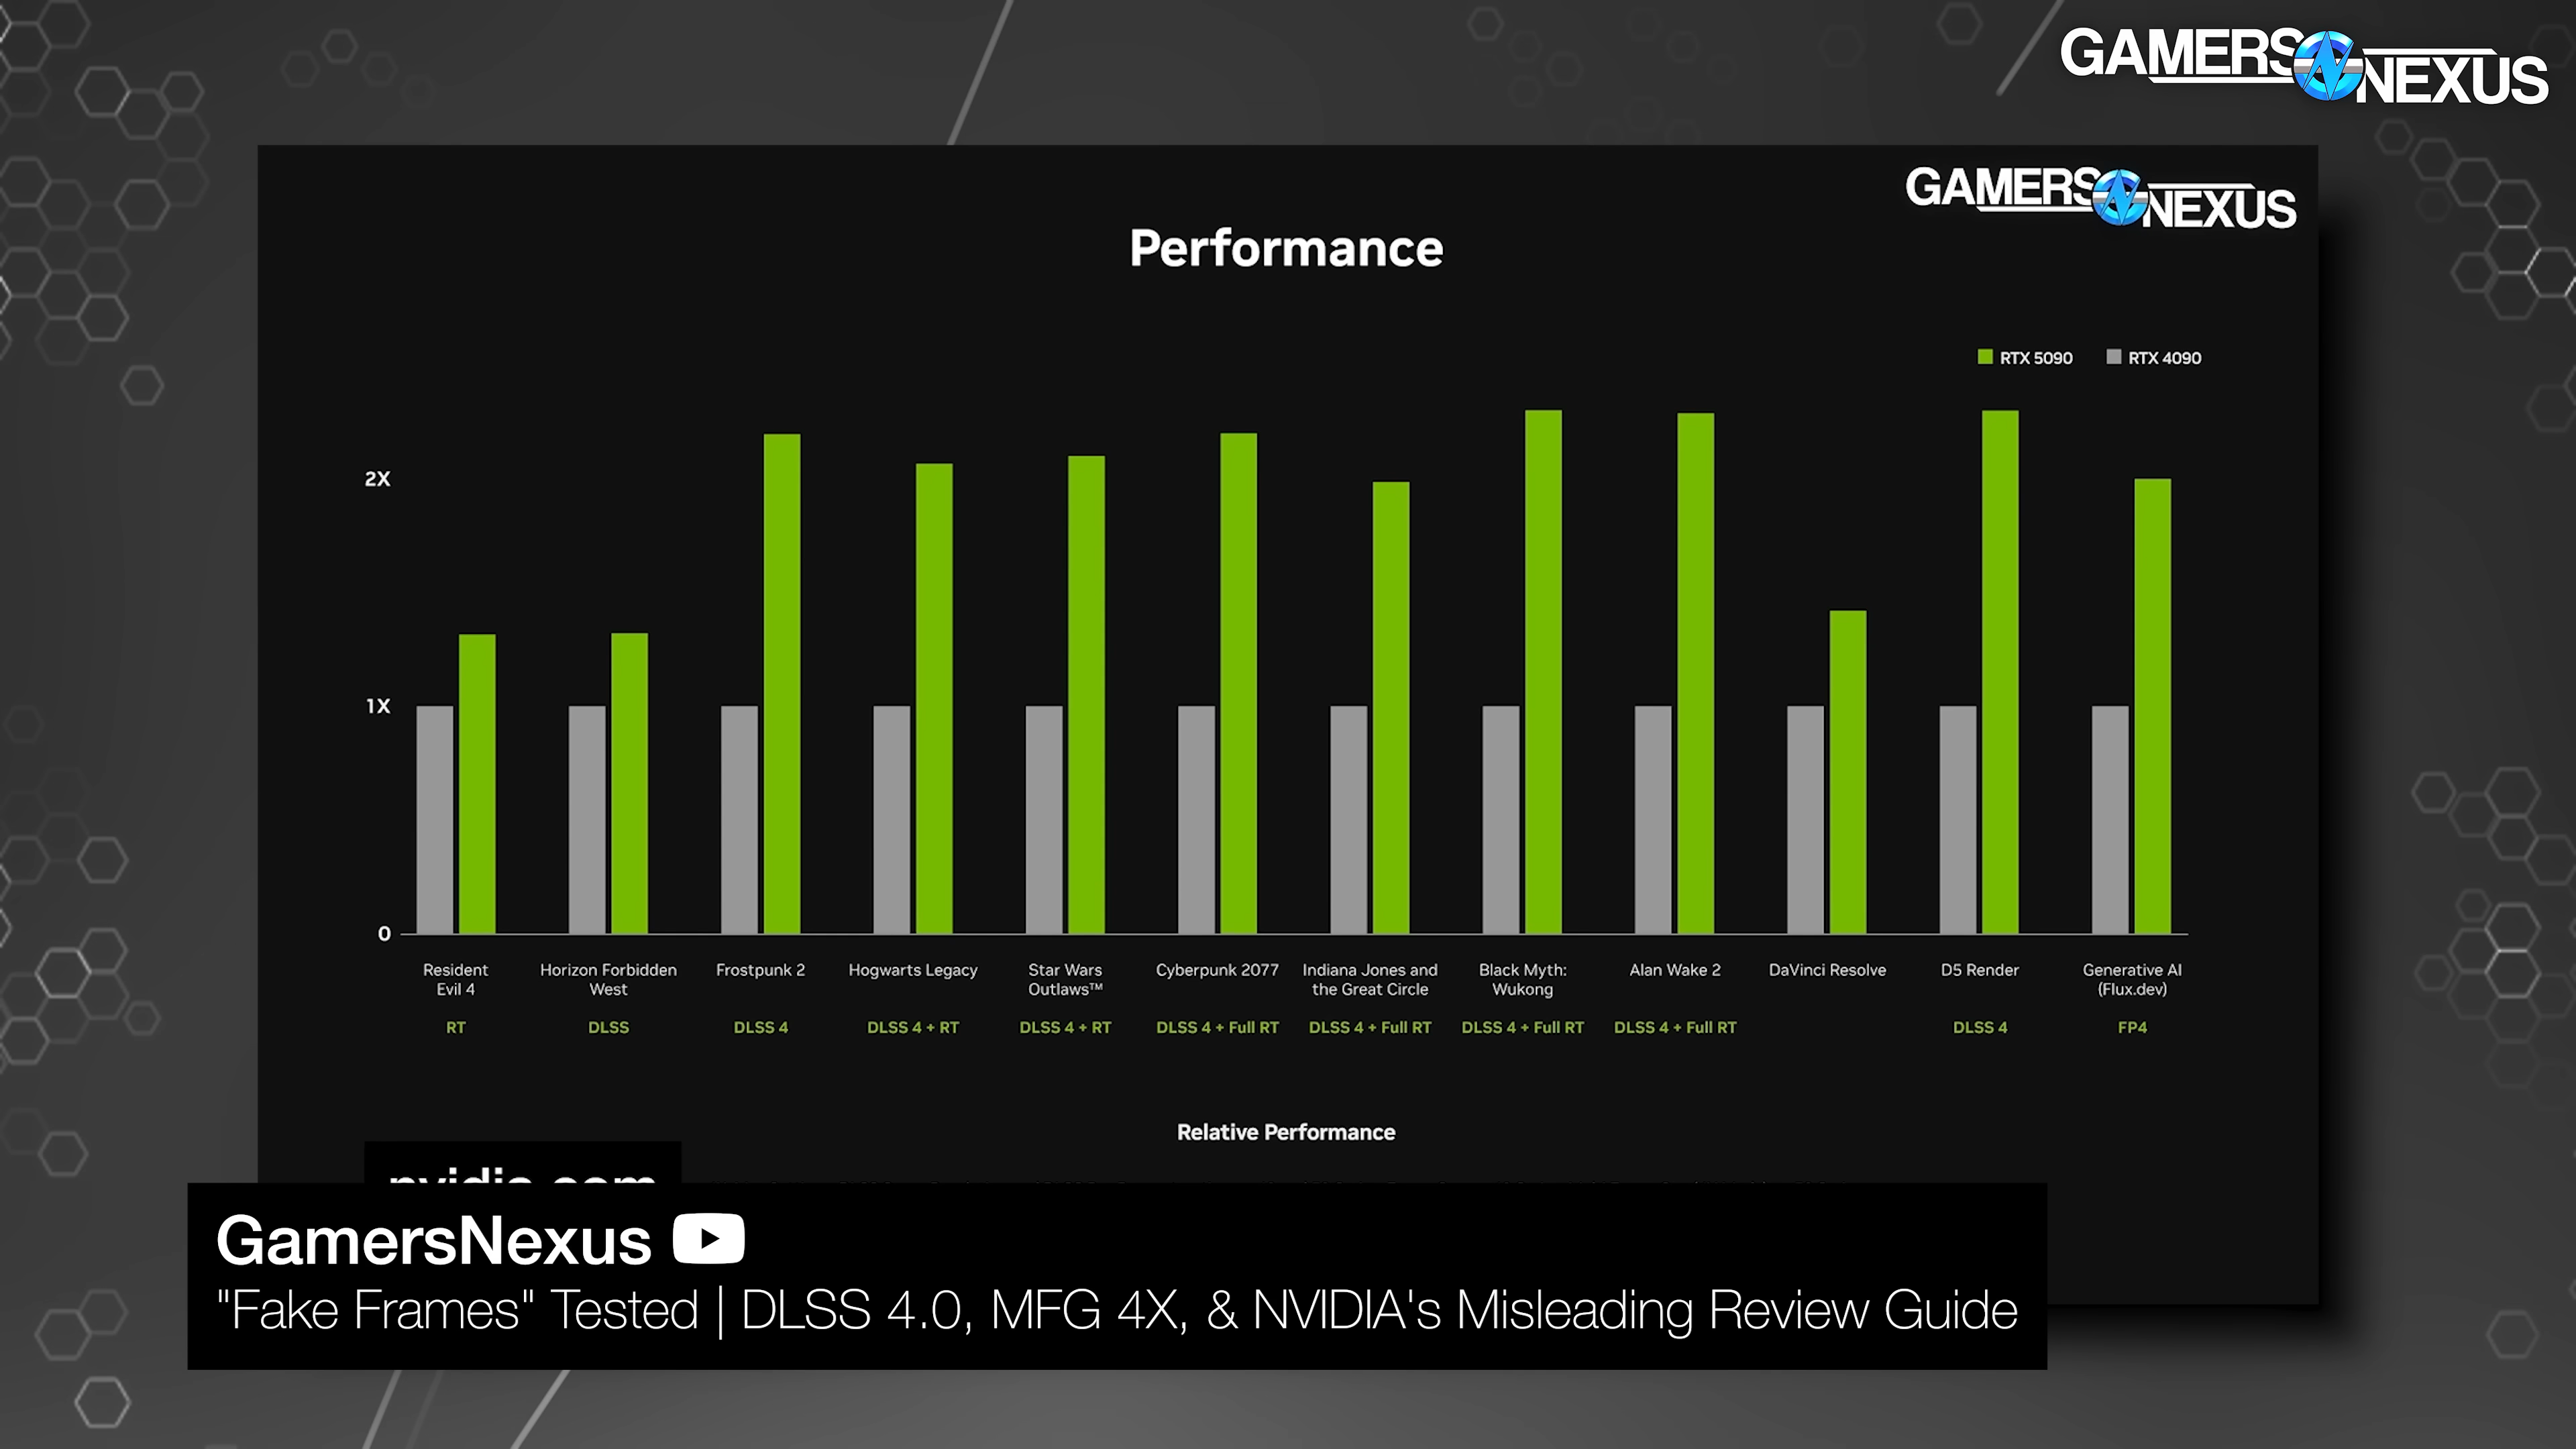 GAMERS NEXUS
GAMERS NEXUS
Performance
RTX 5090 RTX 4090
2X
1X
0
Resident
Evil 4
RT
Horizon Forbidden
West
DLSS
Frostpunk 2
DLSS 4
Hogwarts Legacy
DLSS 4 + RT
Star Wars
Outlaws™
DLSS 4 + RT
Cyberpunk 2077
DLSS 4 + Full RT
Indiana Jones and
the Great Circle
DLSS 4 + Full RT
Black Myth:
Wukong
DLSS 4 + Full RT
Alan Wake 2
DLSS 4 + Full RT
DaVinci Resolve
D5 Render
DLSS 4
Generative AI
(Flux.dev)
FP4
Relative Performance
nvidia.com
GamersNexus
"Fake Frames" Tested | DLSS 4.0, MFG 4X, & NVIDIA's Misleading Review Guide